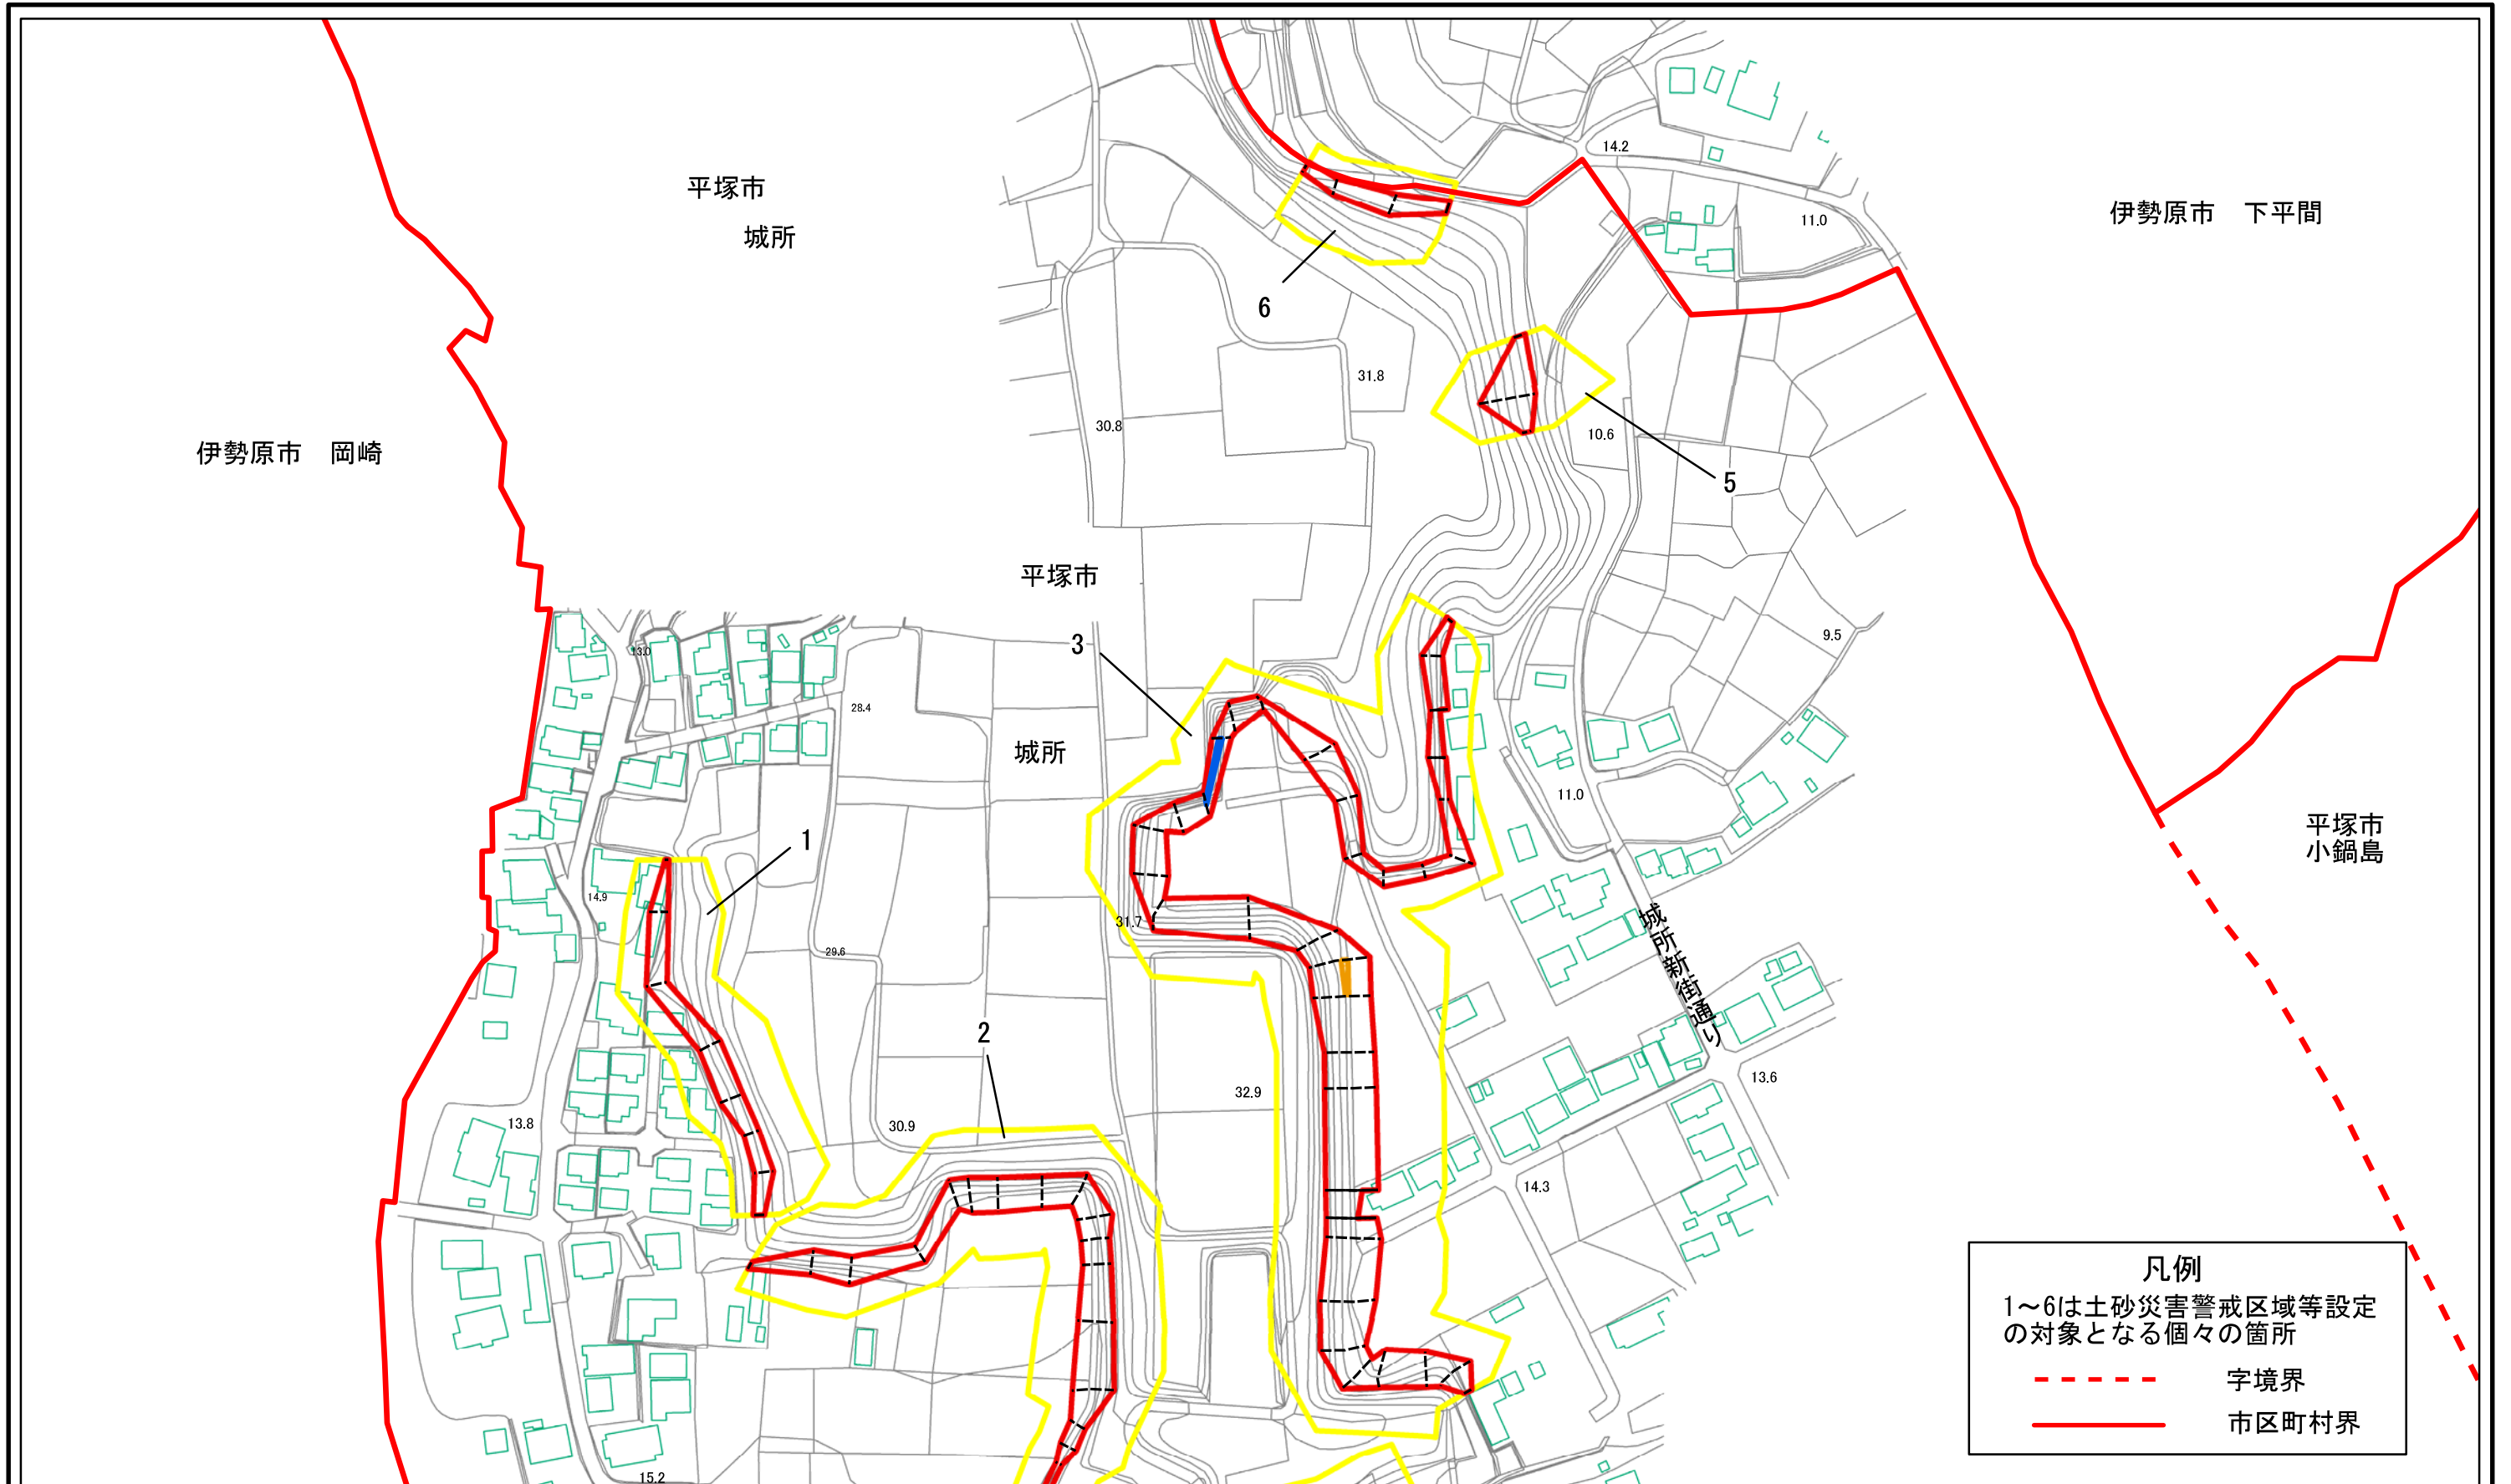 平塚市
城所
伊勢原市　岡崎
伊勢原市　下平間
平塚市
城所
平塚市
小鍋島
城所新街通り
1
2
3
5
6
14.2
11.0
31.8
30.8
10.6
9.5
13.0
28.4
11.0
14.9
31.7
29.6
32.9
13.6
13.8
30.9
14.3
15.2
凡例
1～6は土砂災害警戒区域等設定
の対象となる個々の箇所
字境界
市区町村界